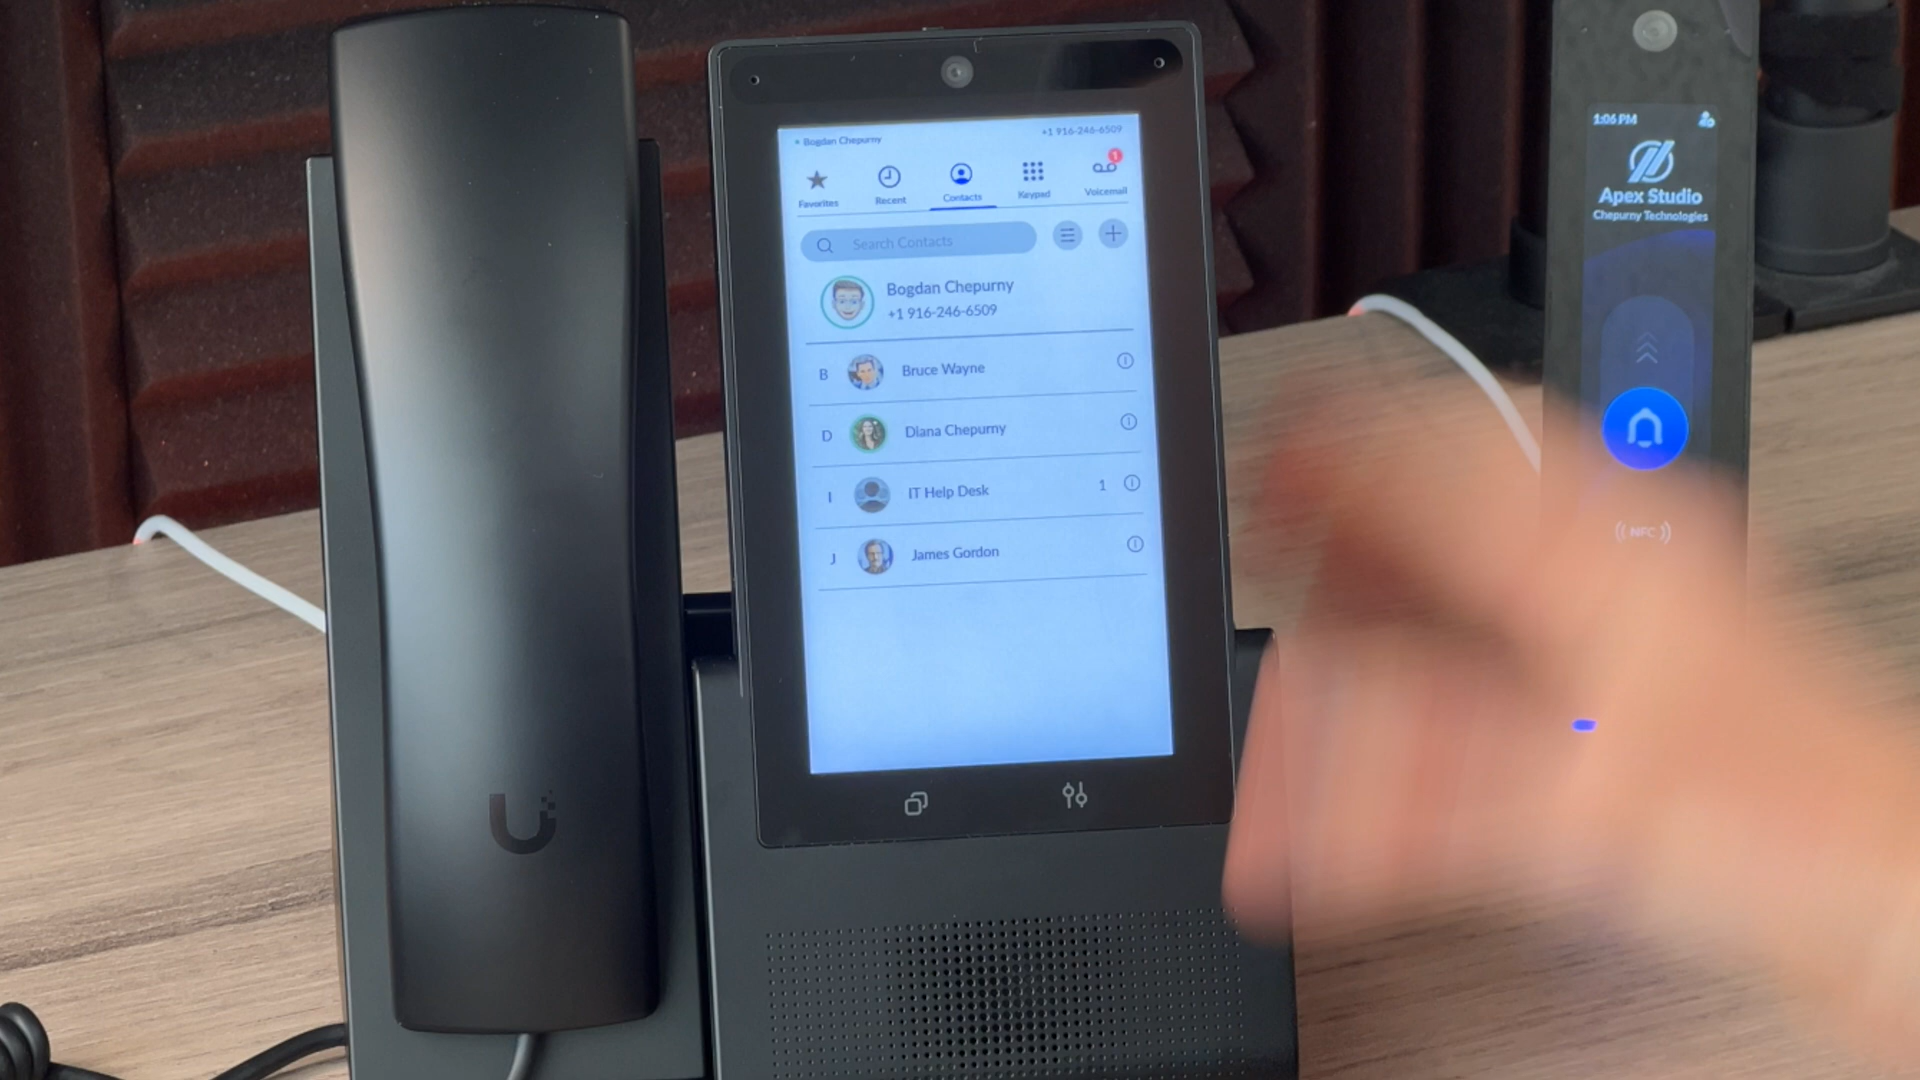 Bogdan Chepurny
+1 916-246-6509
Favorites
Recent
Contacts
Keypad
1
Voicemail
Search Contacts
Bogdan Chepurny
+1 916-246-6509
B
Bruce Wayne
D
Diana Chepurny
I
IT Help Desk
1
J
James Gordon
1:06 PM
Apex Studio
Chepurny Technologies
NFC